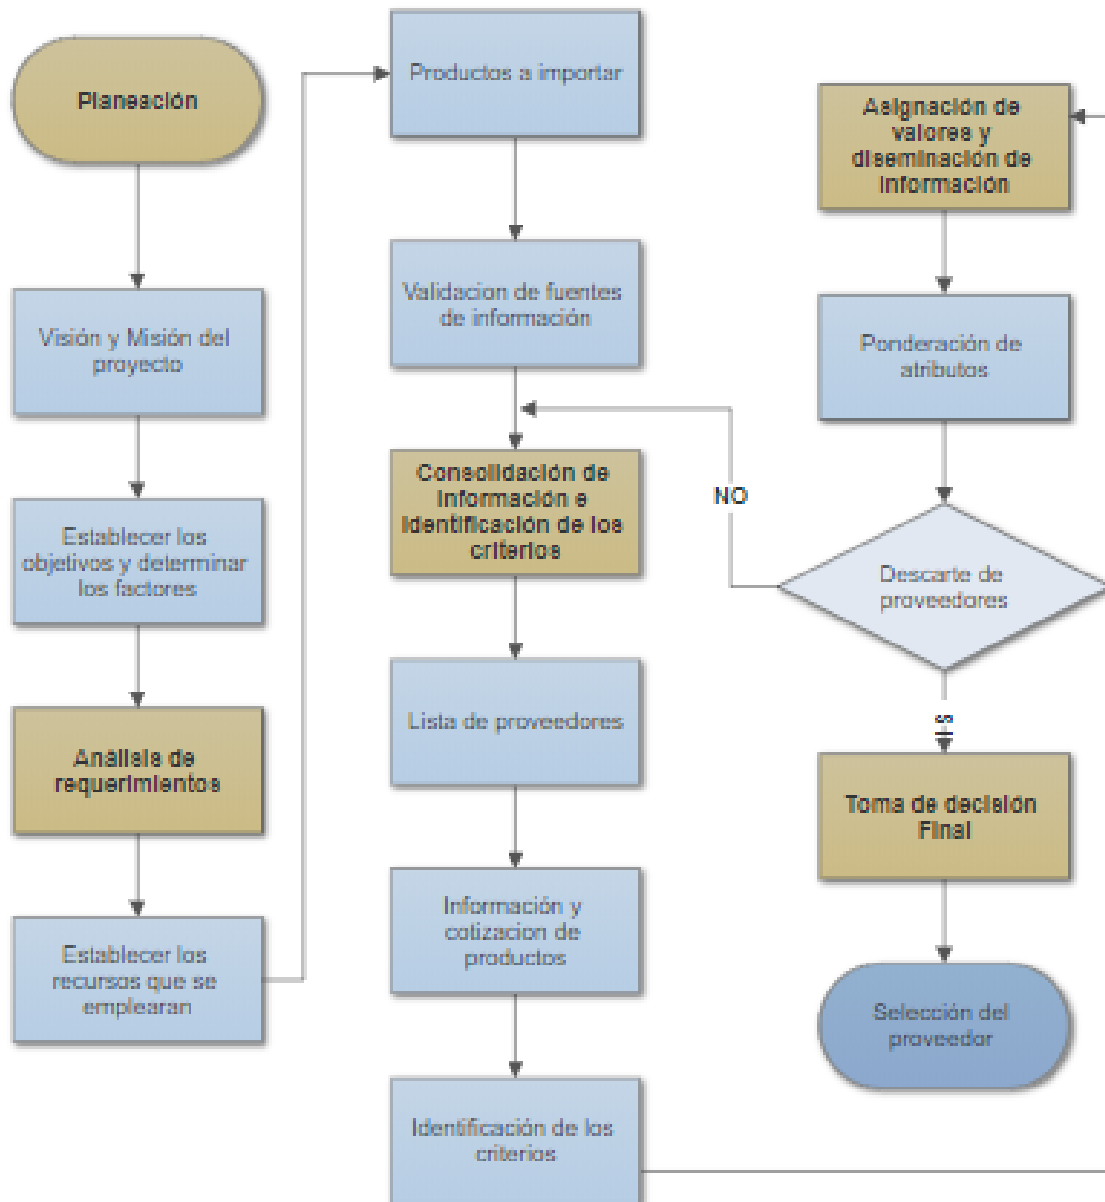 Planeación
Visión y Misión del
proyecto
Establecer los
objetivos y determinar
los factores
Análisis de
requerimientos
Establecer los
recursos que se
emplearan
Productos a importar
Validacion de fuentes
de información
Consolidación de
información e
identificación de los
criterios
Lista de proveedores
Información y
cotizacion de
productos
Identificación de los
criterios
Asignación de
valores y
diseminación de
información
Ponderación de
atributos
Descarte de
proveedores
NO
SI
Toma de decisión
Final
Selección del
proveedor